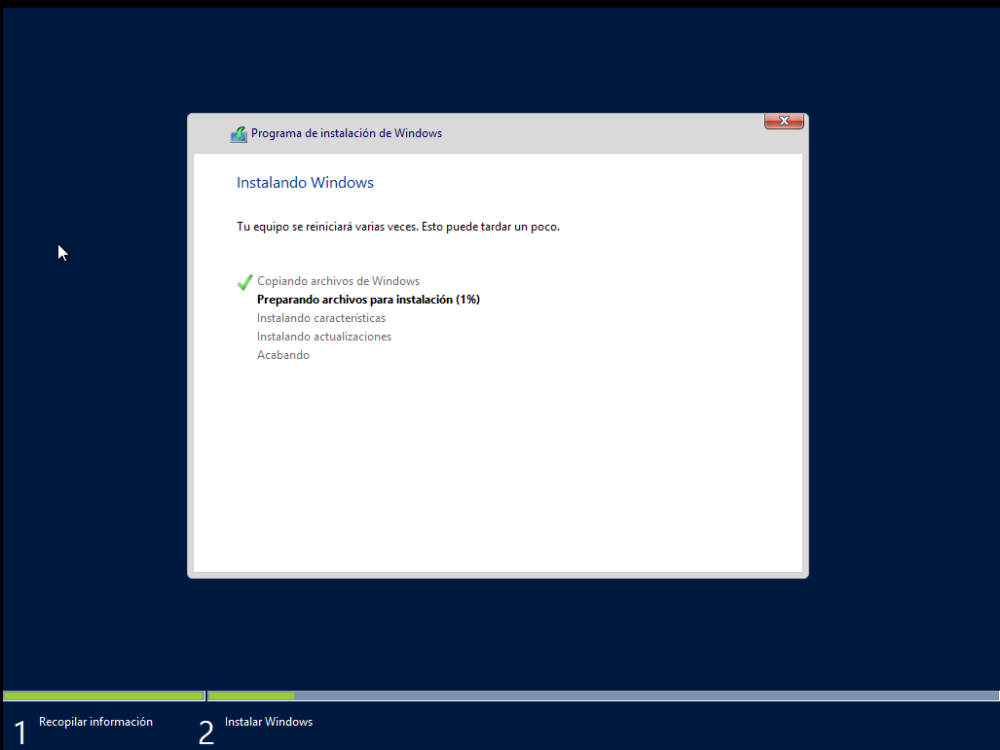 Programa de instalación de Windows
Instalando Windows
Tu equipo se reiniciará varias veces. Esto puede tardar un poco.
Copiando archivos de Windows
Preparando archivos para instalación (1%)
Instalando características
Instalando actualizaciones
Acabando
1 Recopilar información
2 Instalar Windows